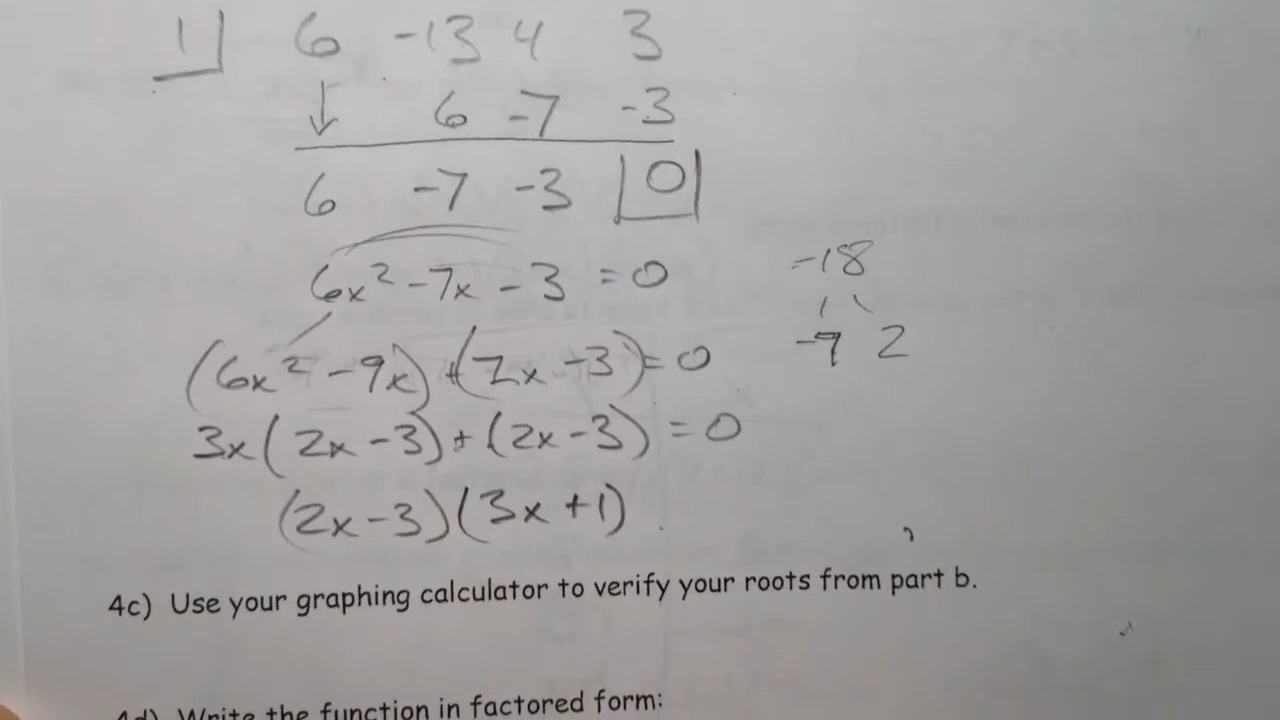 1 6 -13 4 3
6 -7 -3
6 -7 -3 0
6x² -7x -3 = 0
-18
(6x² -9x) + (2x -3) = 0
-9 2
3x(2x-3) + (2x-3) = 0
(2x-3)(3x+1)
4c) Use your graphing calculator to verify your roots from part b.
4d) Write the function in factored form: